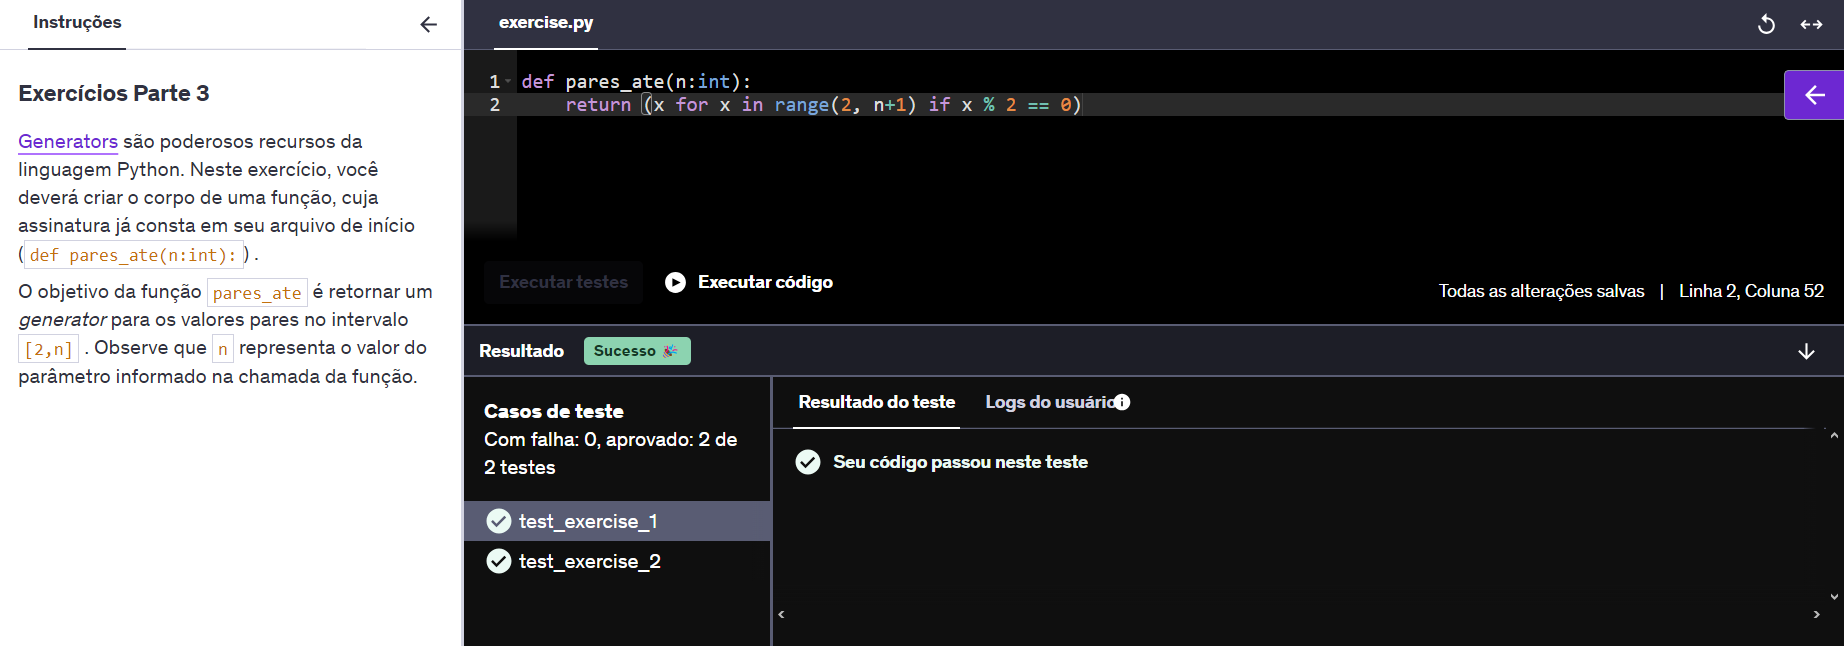 Instruções
Exercícios Parte 3
Generators são poderosos recursos da
linguagem Python. Neste exercício, você
deverá criar o corpo de uma função, cuja
assinatura já consta em seu arquivo de início
(def pares_ate(n:int):) .
O objetivo da função pares_ate é retornar um
generator para os valores pares no intervalo
[2,n] . Observe que n representa o valor do
parâmetro informado na chamada da função.
exercise.py
1 def pares_ate(n:int):
2     return (x for x in range(2, n+1) if x % 2 == 0)
Executar testes
Executar código
Todas as alterações salvas | Linha 2, Coluna 52
Resultado
Sucesso 🎉
Casos de teste
Com falha: 0, aprovado: 2 de
2 testes
test_exercise_1
test_exercise_2
Resultado do teste
Logs do usuário
Seu código passou neste teste